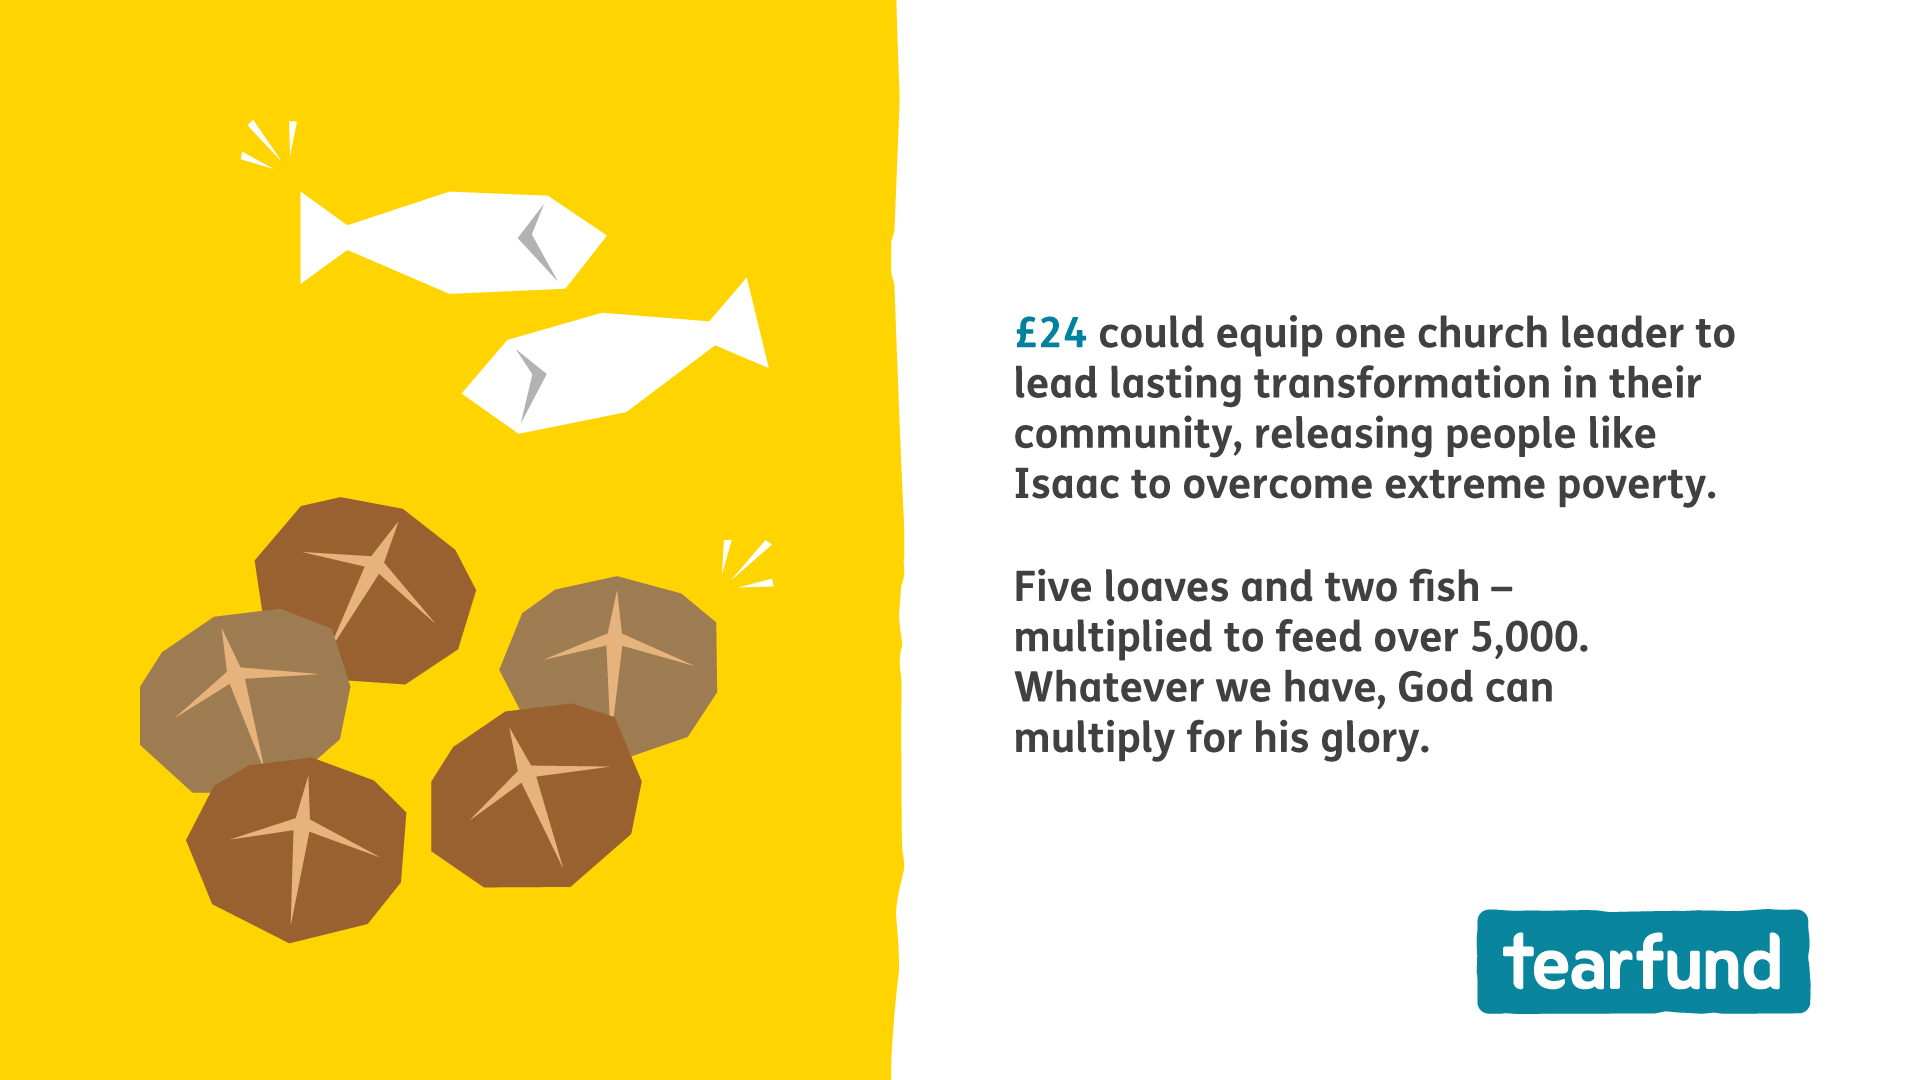 £24 could equip one church leader to
lead lasting transformation in their
community, releasing people like
Isaac to overcome extreme poverty.
Five loaves and two fish –
multiplied to feed over 5,000.
Whatever we have, God can
multiply for his glory.
tearfund